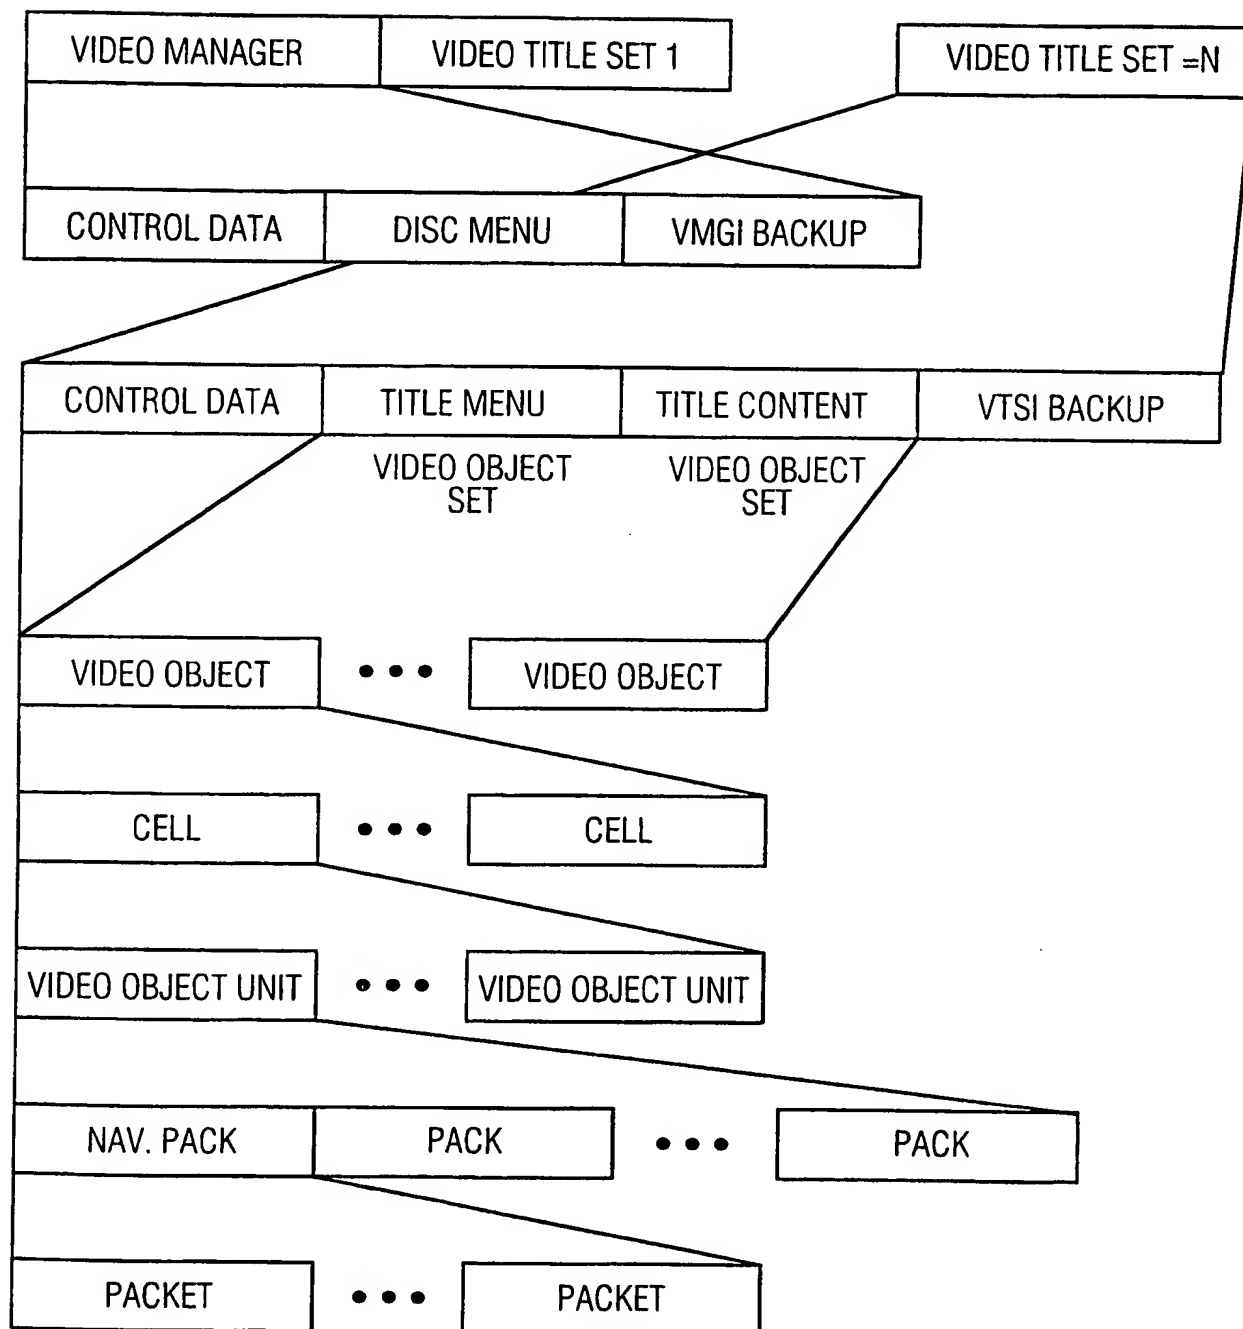 VIDEO MANAGER
VIDEO TITLE SET 1
VIDEO TITLE SET =N
CONTROL DATA
DISC MENU
VMGI BACKUP
CONTROL DATA
TITLE MENU
TITLE CONTENT
VTSI BACKUP
VIDEO OBJECT
SET
VIDEO OBJECT
SET
VIDEO OBJECT
VIDEO OBJECT
CELL
CELL
VIDEO OBJECT UNIT
VIDEO OBJECT UNIT
NAV. PACK
PACK
PACK
PACKET
PACKET